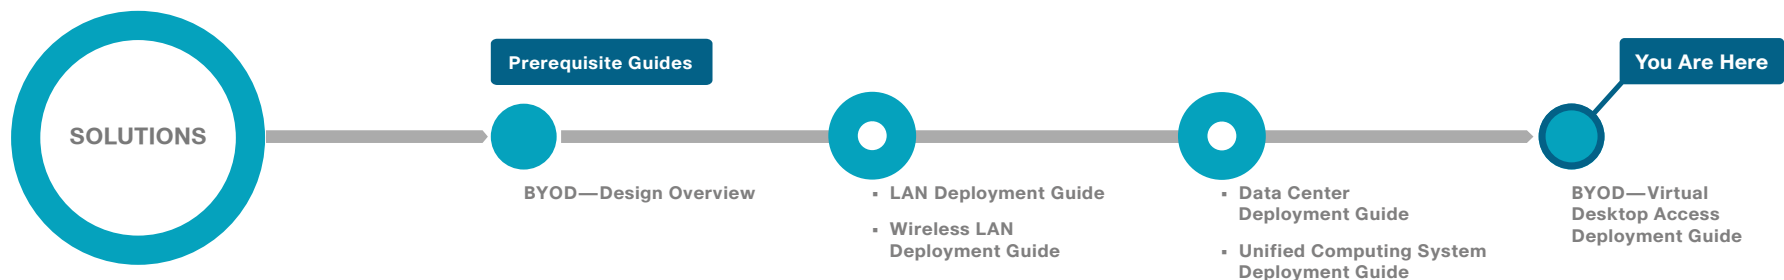 Prerequisite Guides
You Are Here
SOLUTIONS
BYOD—Design Overview
▪ LAN Deployment Guide
▪ Wireless LAN
Deployment Guide
▪ Data Center
Deployment Guide
▪ Unified Computing System
Deployment Guide
BYOD—Virtual
Desktop Access
Deployment Guide